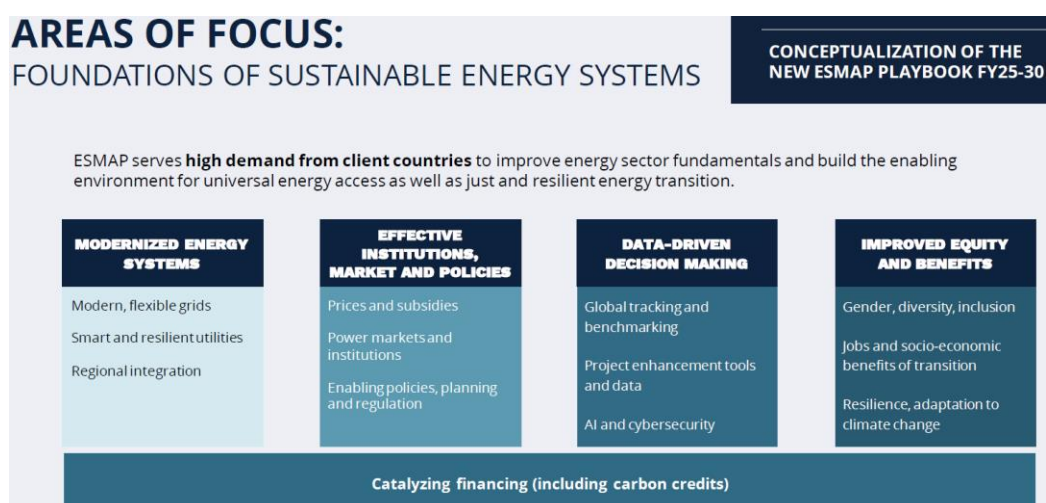 AREAS OF FOCUS:
FOUNDATIONS OF SUSTAINABLE ENERGY SYSTEMS
CONCEPTUALIZATION OF THE
NEW ESMAP PLAYBOOK FY25-30
ESMAP serves high demand from client countries to improve energy sector fundamentals and build the enabling
environment for universal energy access as well as just and resilient energy transition.
MODERNIZED ENERGY
SYSTEMS
Modern, flexible grids
Smart and resilient utilities
Regional integration
EFFECTIVE
INSTITUTIONS,
MARKET AND POLICIES
Prices and subsidies
Power markets and
institutions
Enabling policies, planning
and regulation
DATA-DRIVEN
DECISION MAKING
Global tracking and
benchmarking
Project enhancement tools
and data
AI and cybersecurity
IMPROVED EQUITY
AND BENEFITS
Gender, diversity, inclusion
Jobs and socio-economic
benefits of transition
Resilience, adaptation to
climate change
Catalyzing financing (including carbon credits)